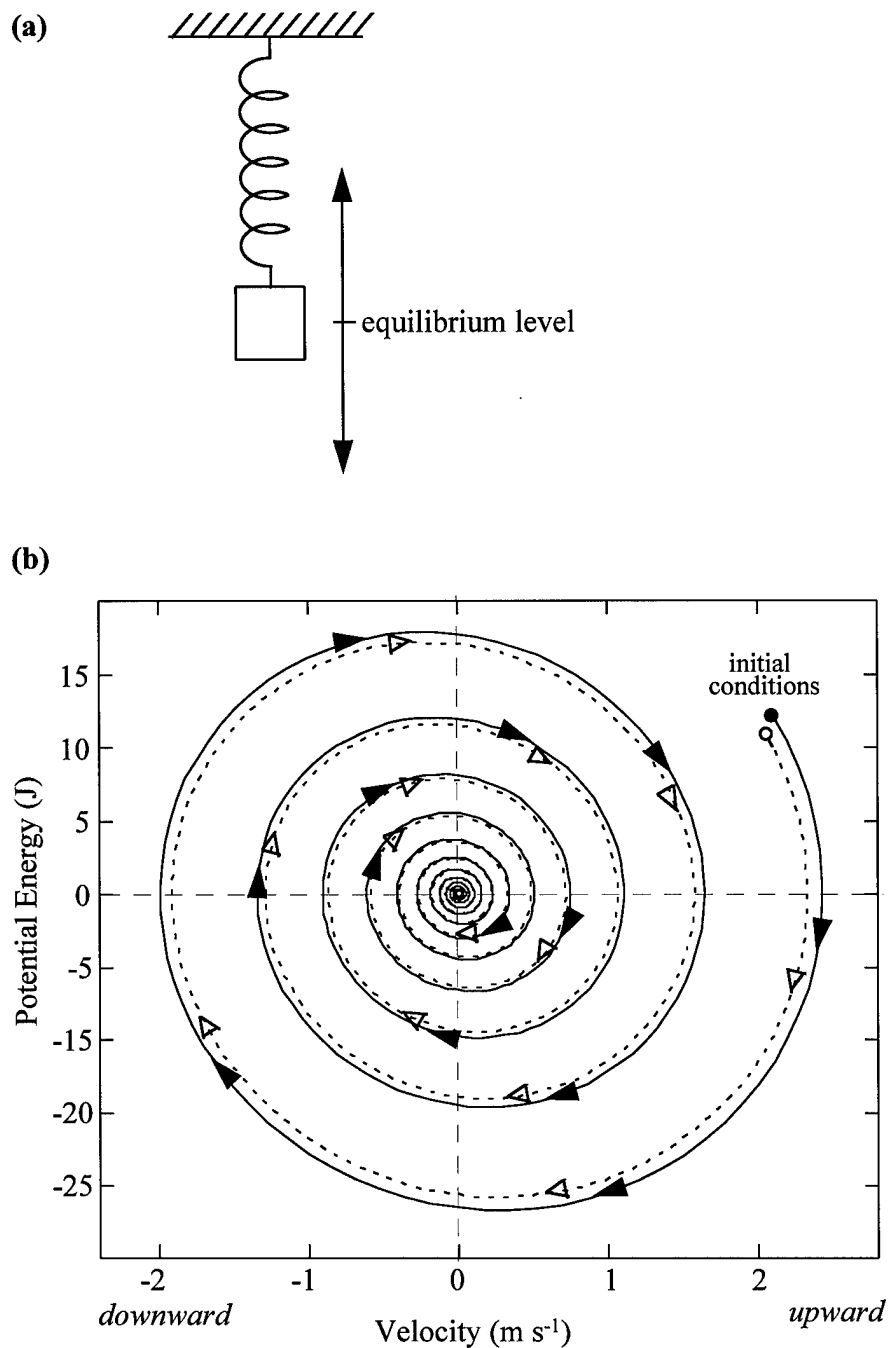 (a)
equilibrium level
(b)
initial
conditions
15
10
5
0
-5
-15
-20
-25
Potential Energy (J)
-2
-1
0
1
2
downward
Velocity (m s⁻¹)
upward